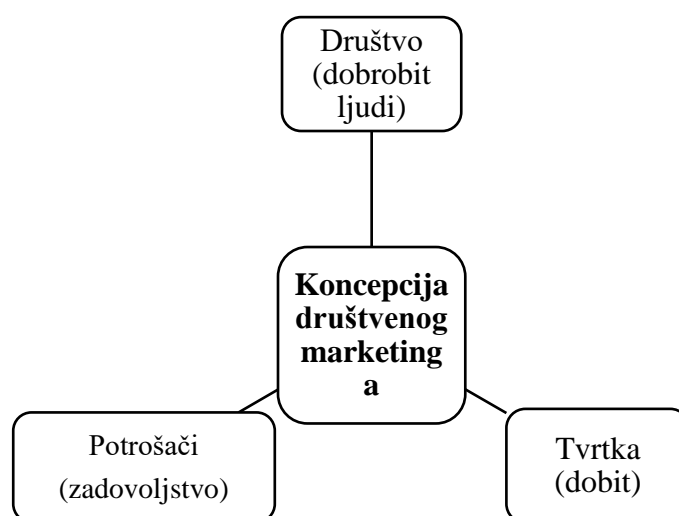 Društvo
(dobrobit
ljudi)
Koncepcija
društvenog
marketing
a
Potrošači
(zadovoljstvo)
Tvrtka
(dobit)